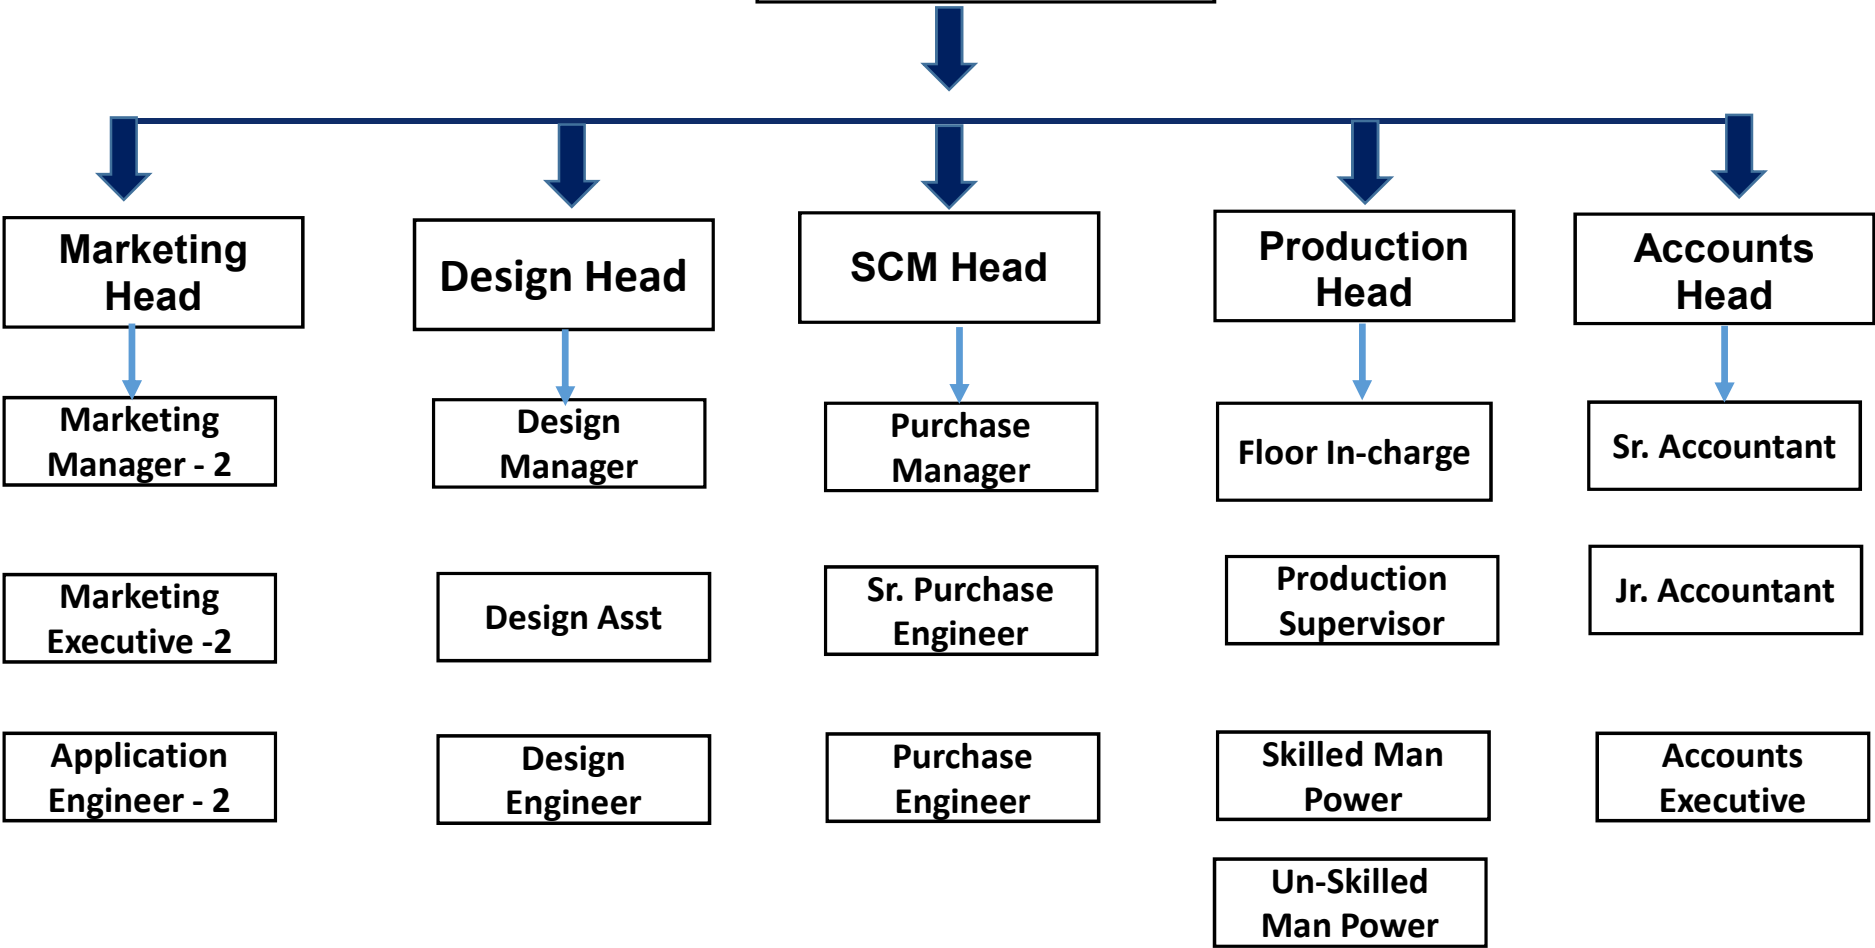 Marketing
Head
Design Head
SCM Head
Production
Head
Accounts
Head
Marketing
Manager - 2
Design
Manager
Purchase
Manager
Floor In-charge
Sr. Accountant
Marketing
Executive -2
Design Asst
Sr. Purchase
Engineer
Production
Supervisor
Jr. Accountant
Application
Engineer - 2
Design
Engineer
Purchase
Engineer
Skilled Man
Power
Accounts
Executive
Un-Skilled
Man Power